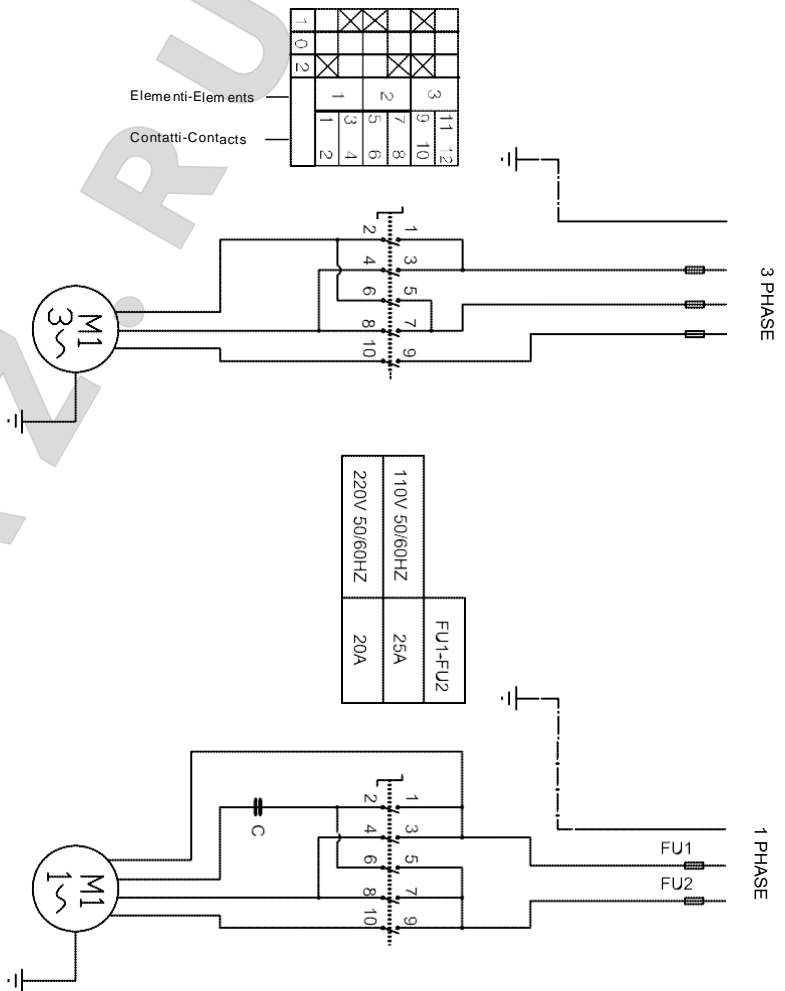 1 0 2
Elementi-Elements
1 2 3
Contatti-Contacts
1 3 5 7 9 11
2 4 6 8 10 12
3 PHASE
1
3
5
7
9
2
4
6
8
10
M1
3~
FU1-FU2
110V 50/60HZ 25A
220V 50/60HZ 20A
1 PHASE
FU1
FU2
1
3
5
7
9
2
4
6
8
10
C
M1
1~
Z.RU